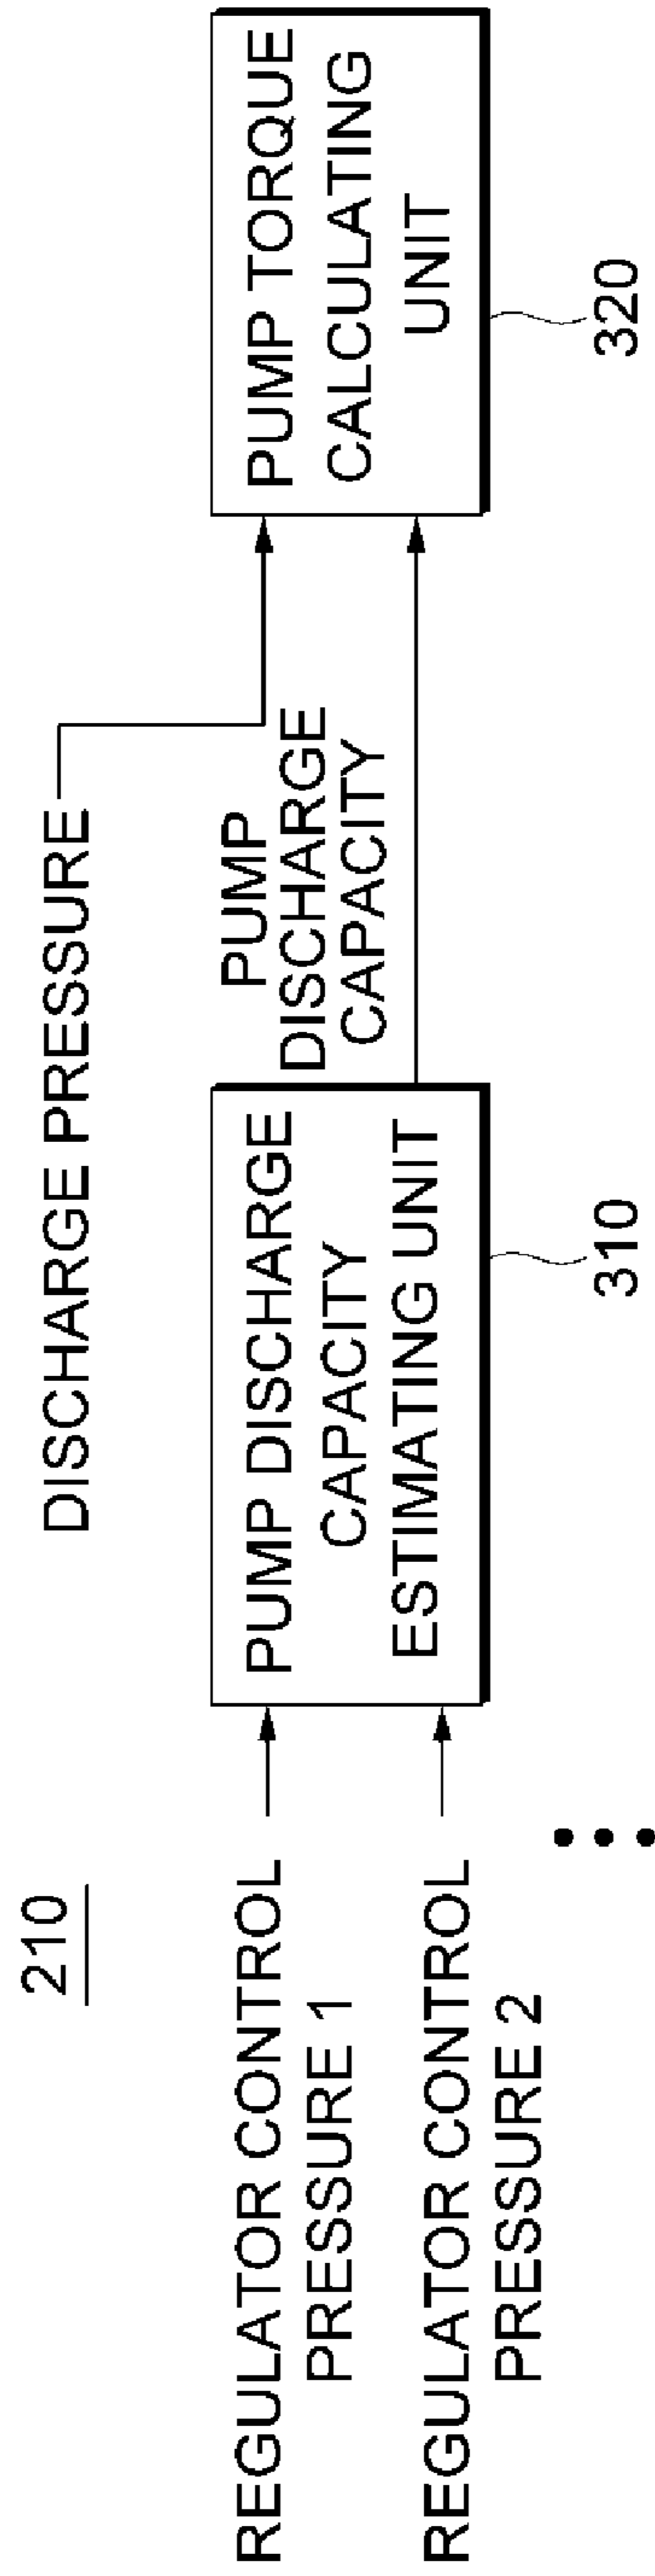 210
DISCHARGE PRESSURE
REGULATOR CONTROL
PRESSURE 1
REGULATOR CONTROL
PRESSURE 2
PUMP DISCHARGE
CAPACITY
ESTIMATING UNIT
310
PUMP
DISCHARGE
CAPACITY
PUMP TORQUE
CALCULATING
UNIT
320